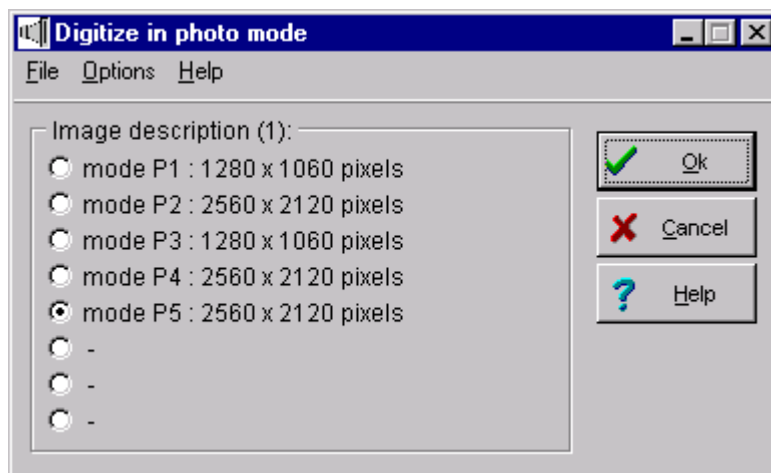 Digitize in photo mode
File Options Help
Image description (1):
mode P1 : 1280 x 1060 pixels
mode P2 : 2560 x 2120 pixels
mode P3 : 1280 x 1060 pixels
mode P4 : 2560 x 2120 pixels
mode P5 : 2560 x 2120 pixels
-
-
-
Ok
Cancel
Help